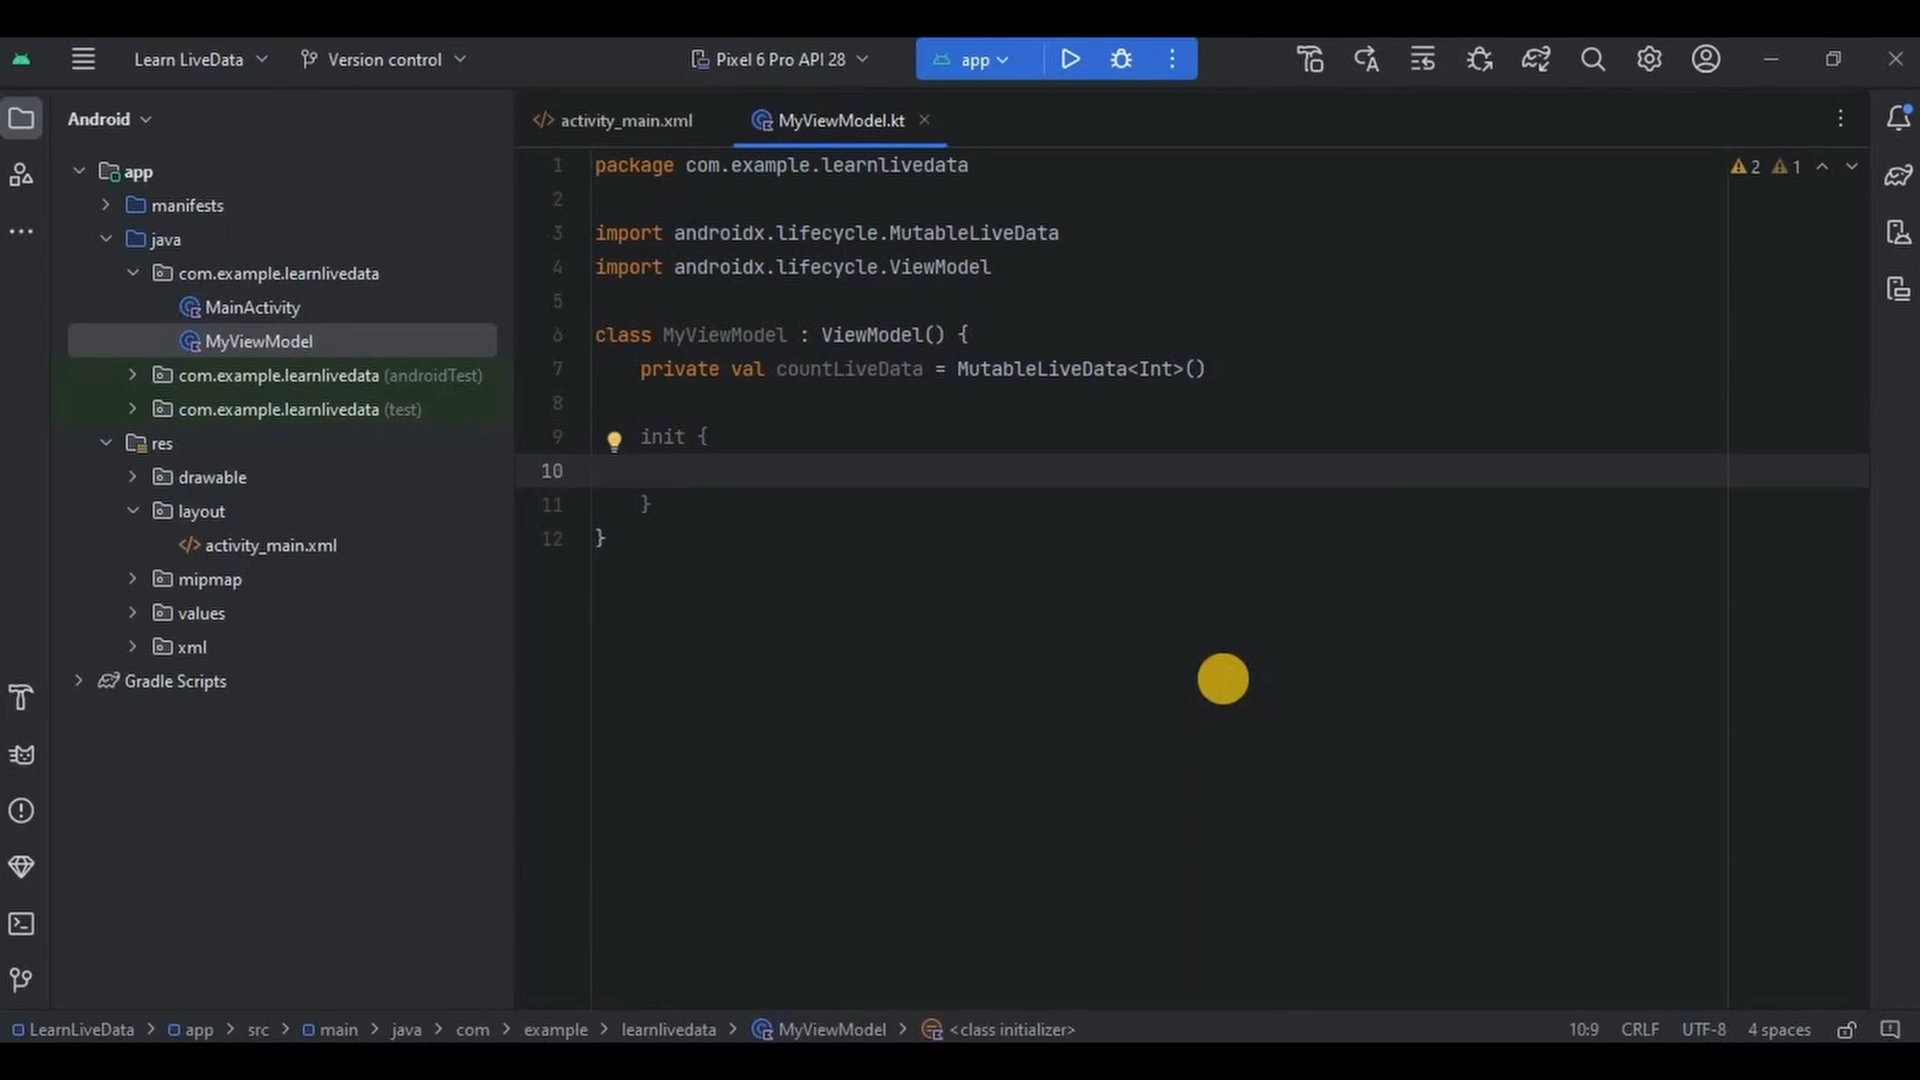 Learn LiveData
Version control
Pixel 6 Pro API 28
app
Android
activity_main.xml
MyViewModel.kt
app
manifests
java
com.example.learnlivedata
MainActivity
MyViewModel
com.example.learnlivedata (androidTest)
com.example.learnlivedata (test)
res
drawable
layout
activity_main.xml
mipmap
values
xml
Gradle Scripts
1 package com.example.learnlivedata
2
3 import androidx.lifecycle.MutableLiveData
4 import androidx.lifecycle.ViewModel
5
6 class MyViewModel : ViewModel() {
7 private val countLiveData = MutableLiveData<Int>()
8
9 init {
10
11 }
12 }
2 1
LearnLiveData > app > src > main > java > com > example > learnlivedata > MyViewModel > <class initializer>
10:9 CRLF UTF-8 4 spaces